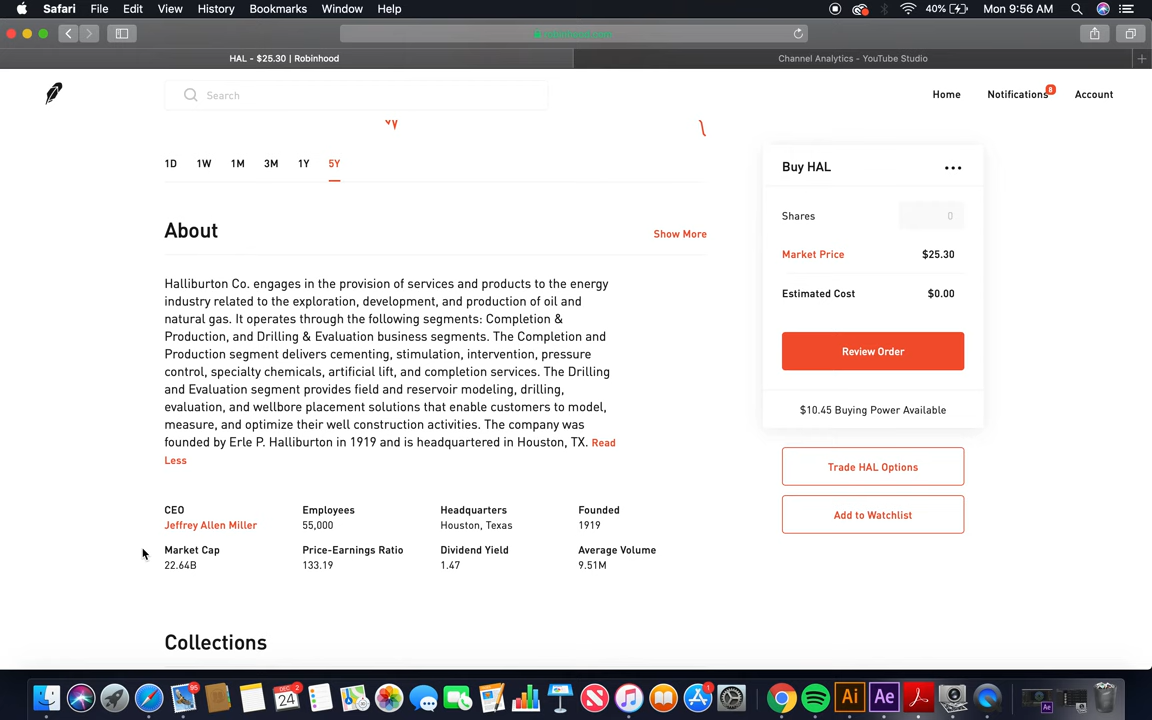 Safari File Edit View History Bookmarks Window Help 40% Mon 9:56 AM
HAL - $25.30 | Robinhood Channel Analytics - YouTube Studio
Search Home Notifications 8 Account
1D 1W 1M 3M 1Y 5Y
About Show More
Halliburton Co. engages in the provision of services and products to the energy
industry related to the exploration, development, and production of oil and
natural gas. It operates through the following segments: Completion &
Production, and Drilling & Evaluation business segments. The Completion and
Production segment delivers cementing, stimulation, intervention, pressure
control, specialty chemicals, artificial lift, and completion services. The Drilling
and Evaluation segment provides field and reservoir modeling, drilling,
evaluation, and wellbore placement solutions that enable customers to model,
measure, and optimize their well construction activities. The company was
founded by Erle P. Halliburton in 1919 and is headquartered in Houston, TX. Read
Less
CEO Employees Headquarters Founded
Jeffrey Allen Miller 55,000 Houston, Texas 1919
Market Cap Price-Earnings Ratio Dividend Yield Average Volume
22.64B 133.19 1.47 9.51M
Collections
Buy HAL
Shares 0
Market Price $25.30
Estimated Cost $0.00
Review Order
$10.45 Buying Power Available
Trade HAL Options
Add to Watchlist
95 DEC 24 2 1 Ai Ae